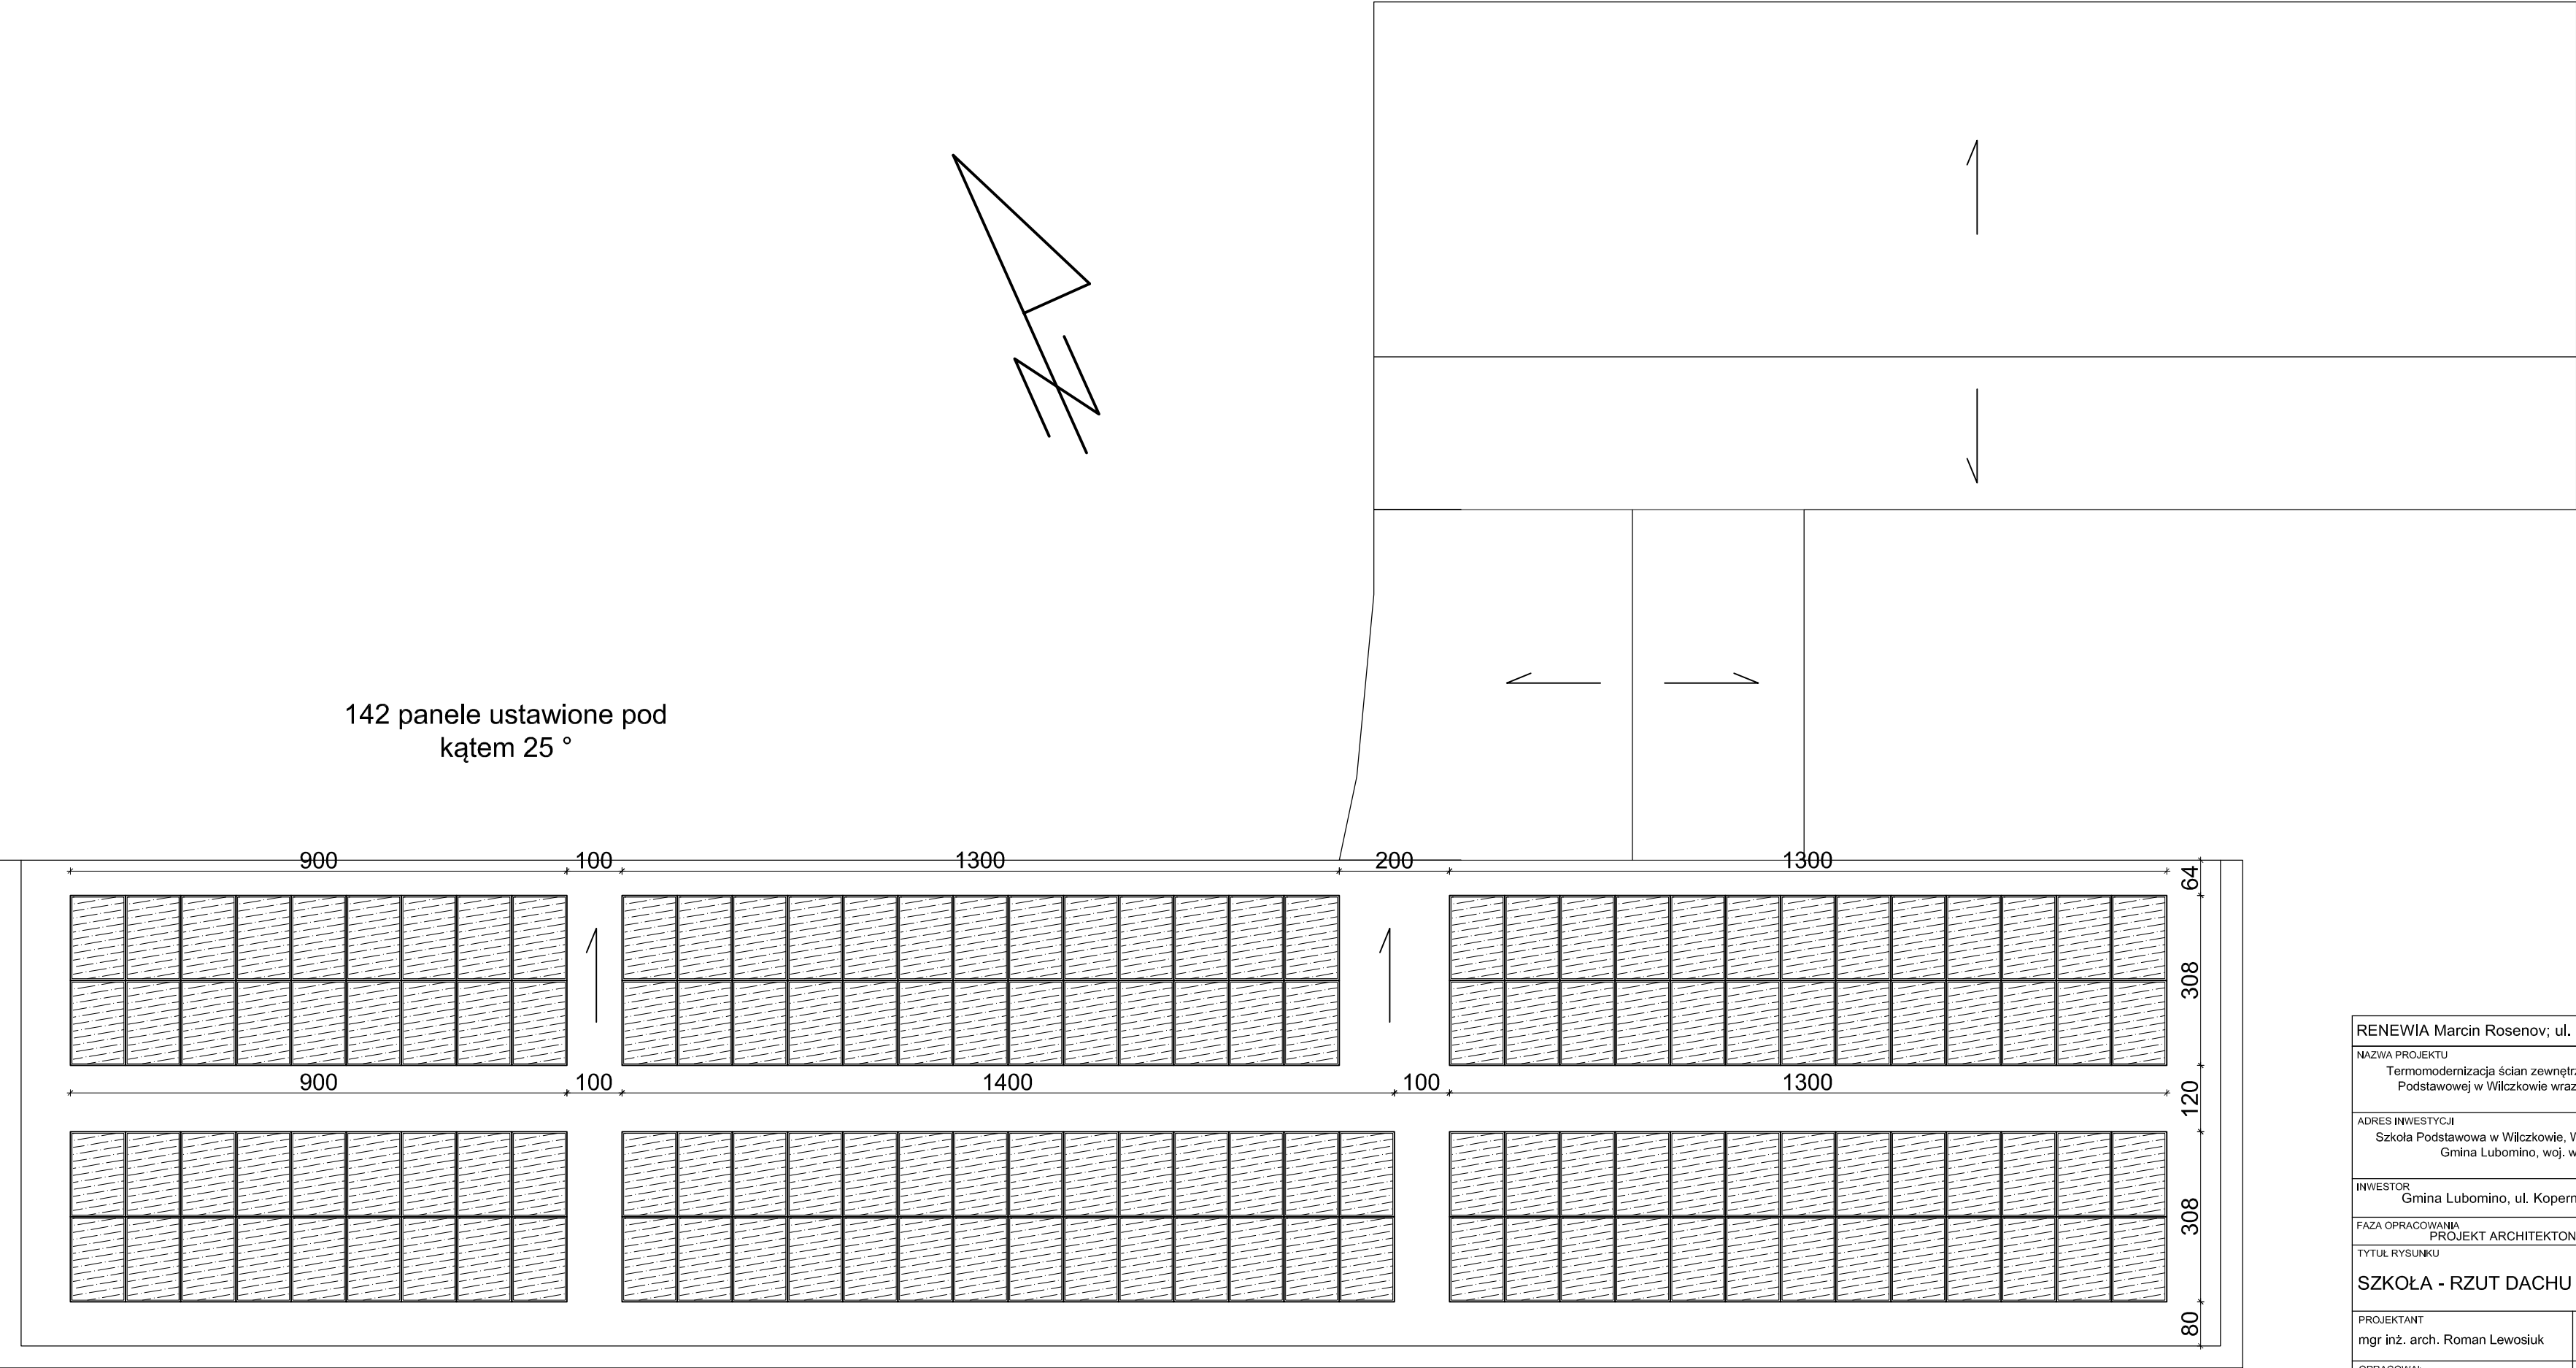 142 panele ustawione pod
kątem 25 °
900 100 1300 200 1300
64
308
900 100 1400 100 1300
120
308
80
RENEWIA Marcin Rosenov; ul.
NAZWA PROJEKTU
Termomodernizacja ścian
Podstawowej w Wilczkowie wraz
ADRES INWESTYCJI
Szkoła Podstawowa w Wilczkowie,
Gmina Lubomino, woj.
INWESTOR
Gmina Lubomino, ul.
FAZA OPRACOWANIA
PROJEKT
TYTUŁ RYSUNKU
SZKOŁA - RZUT DACHU
PROJEKTANT
mgr inż. arch. Roman Lewosiuk